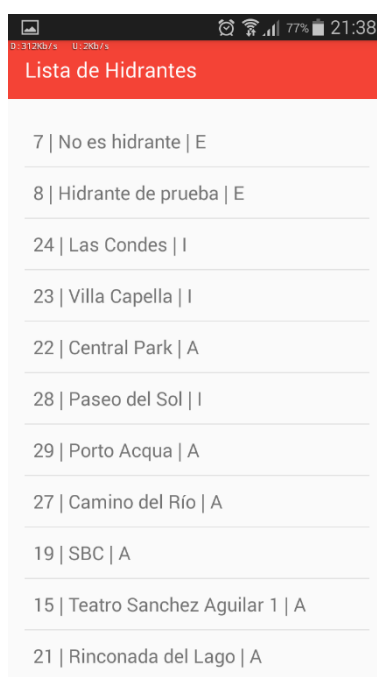 77% 21:38
D:312Kb/s U:2Kb/s
Lista de Hidrantes
7 | No es hidrante | E
8 | Hidrante de prueba | E
24 | Las Condes | I
23 | Villa Capella | I
22 | Central Park | A
28 | Paseo del Sol | I
29 | Porto Acqua | A
27 | Camino del Río | A
19 | SBC | A
15 | Teatro Sanchez Aguilar 1 | A
21 | Rinconada del Lago | A